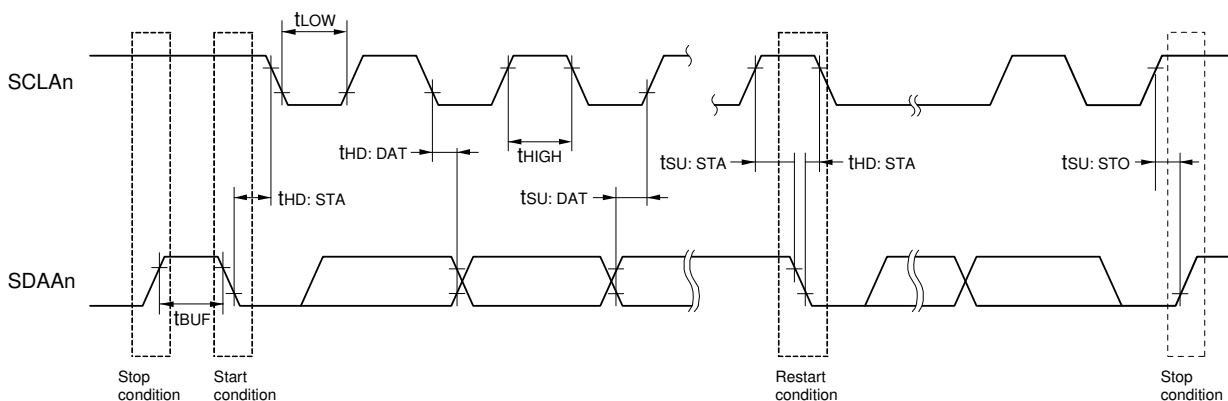 tLOW
SCLAn
tHD: DAT
tHIGH
tSU: STA
tHD: STA
tSU: STO
tHD: STA
tSU: DAT
SDAAn
tBUF
Stop
condition
Start
condition
Restart
condition
Stop
condition